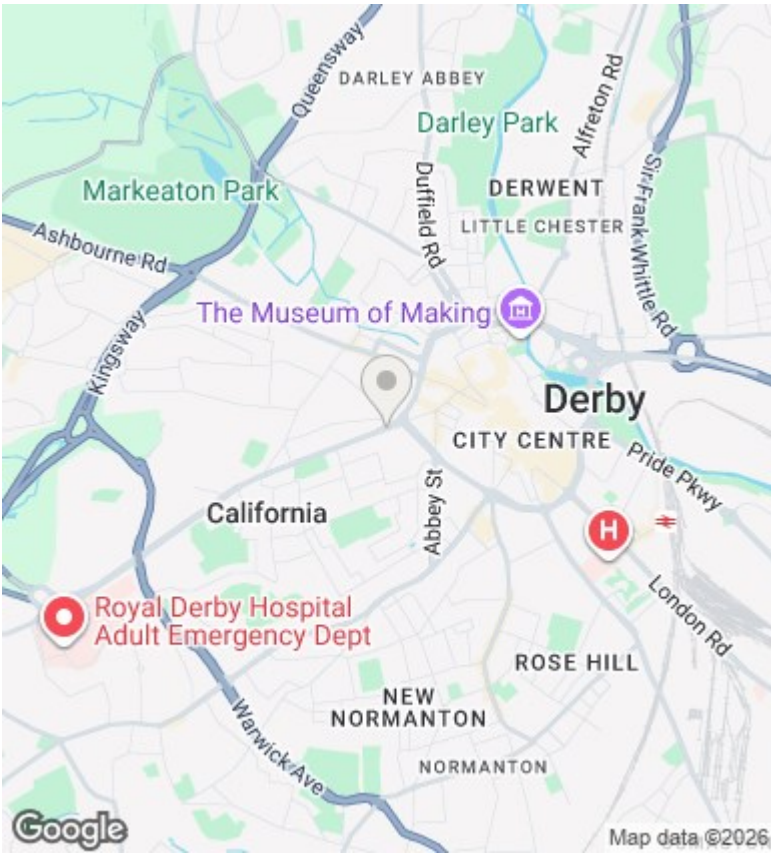 Queensway
DARLEY ABBEY
Alfreton Rd
Darley Park
Sir Frank Whittle Rd
Duffield Rd
Markeaton Park
DERWENT
LITTLE CHESTER
Ashbourne Rd
The Museum of Making
Kingsway
Derby
CITY CENTRE
Pride Pkwy
Abbey St
California
H
London Rd
Royal Derby Hospital
Adult Emergency Dept
ROSE HILL
NEW
NORMANTON
Warwick Ave
NORMANTON
Google
Map data ©2026